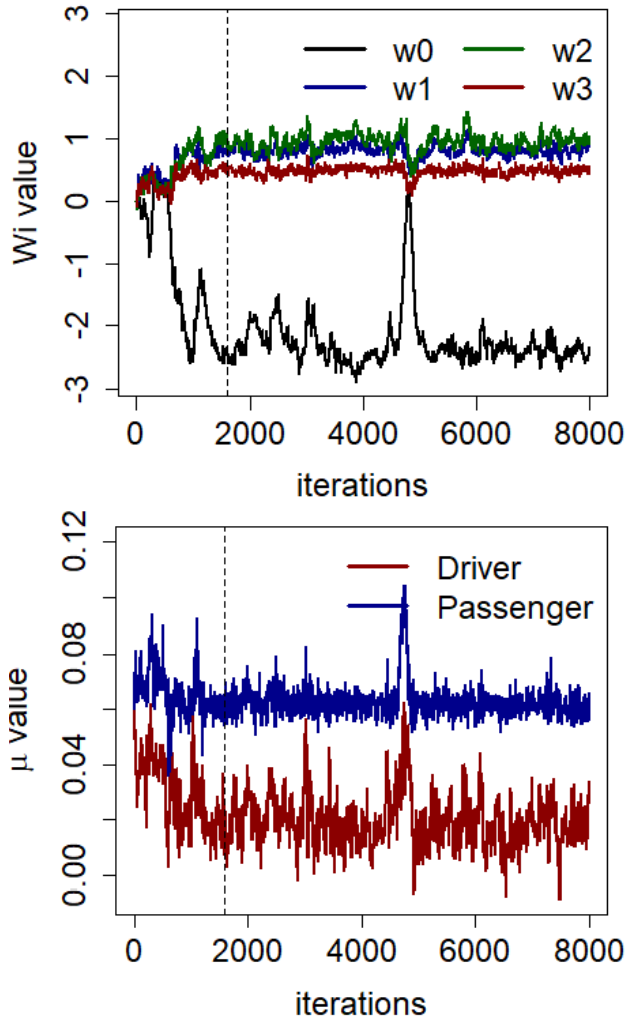 Wi value
3
2
1
0
-1
-2
-3
w0 w2
w1 w3
0 2000 4000 6000 8000
iterations
μ value
0.12
0.08
0.04
0.00
Driver
Passenger
0 2000 4000 6000 8000
iterations